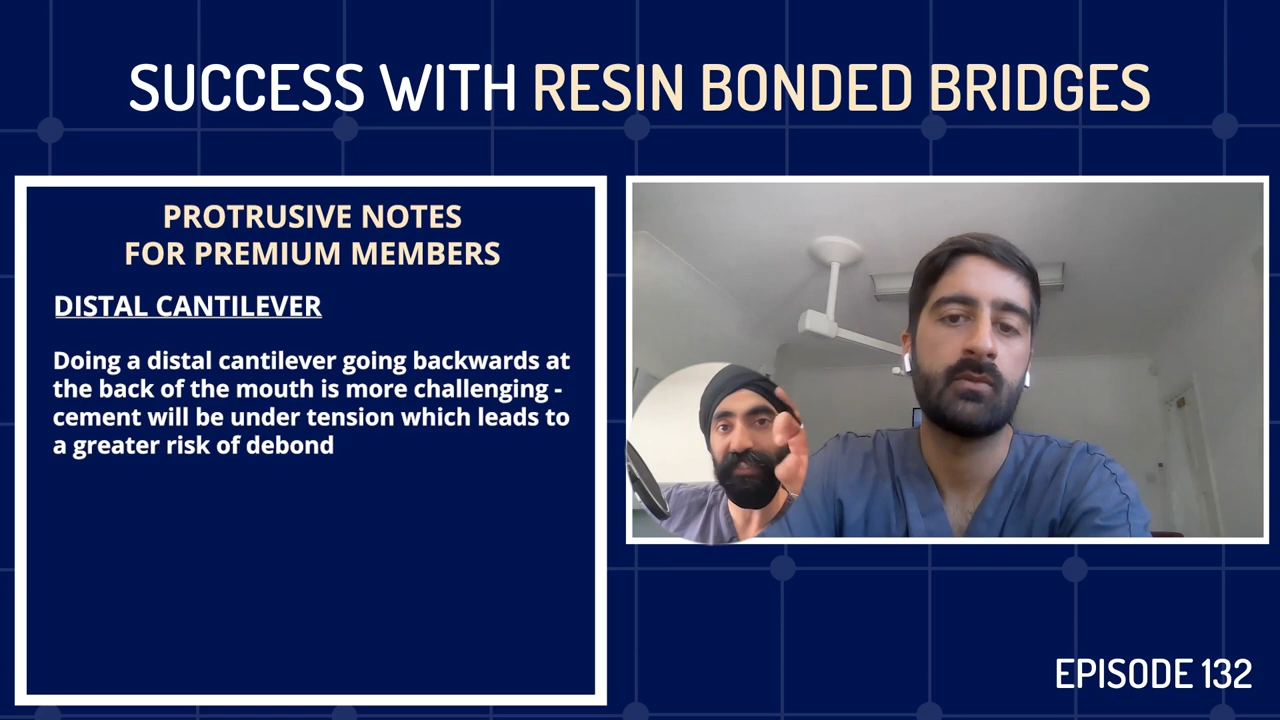 SUCCESS WITH RESIN BONDED BRIDGES
PROTRUSIVE NOTES
FOR PREMIUM MEMBERS
DISTAL CANTILEVER
Doing a distal cantilever going backwards at
the back of the mouth is more challenging -
cement will be under tension which leads to
a greater risk of debond
EPISODE 132